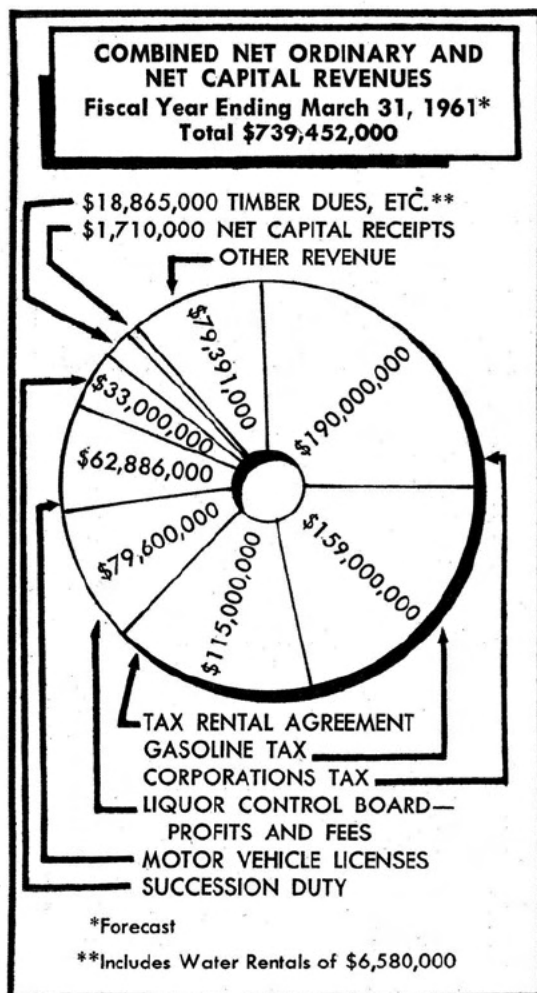 COMBINED NET ORDINARY AND
NET CAPITAL REVENUES
Fiscal Year Ending March 31, 1961*
Total $739,452,000
$18,865,000 TIMBER DUES, ETC.**
$1,710,000 NET CAPITAL RECEIPTS
OTHER REVENUE
$79,391,000
$190,000,000
$33,000,000
$62,886,000
$79,600,000
$159,000,000
$115,000,000
TAX RENTAL AGREEMENT
GASOLINE TAX
CORPORATIONS TAX
LIQUOR CONTROL BOARD—
PROFITS AND FEES
MOTOR VEHICLE LICENSES
SUCCESSION DUTY
*Forecast
**Includes Water Rentals of $6,580,000